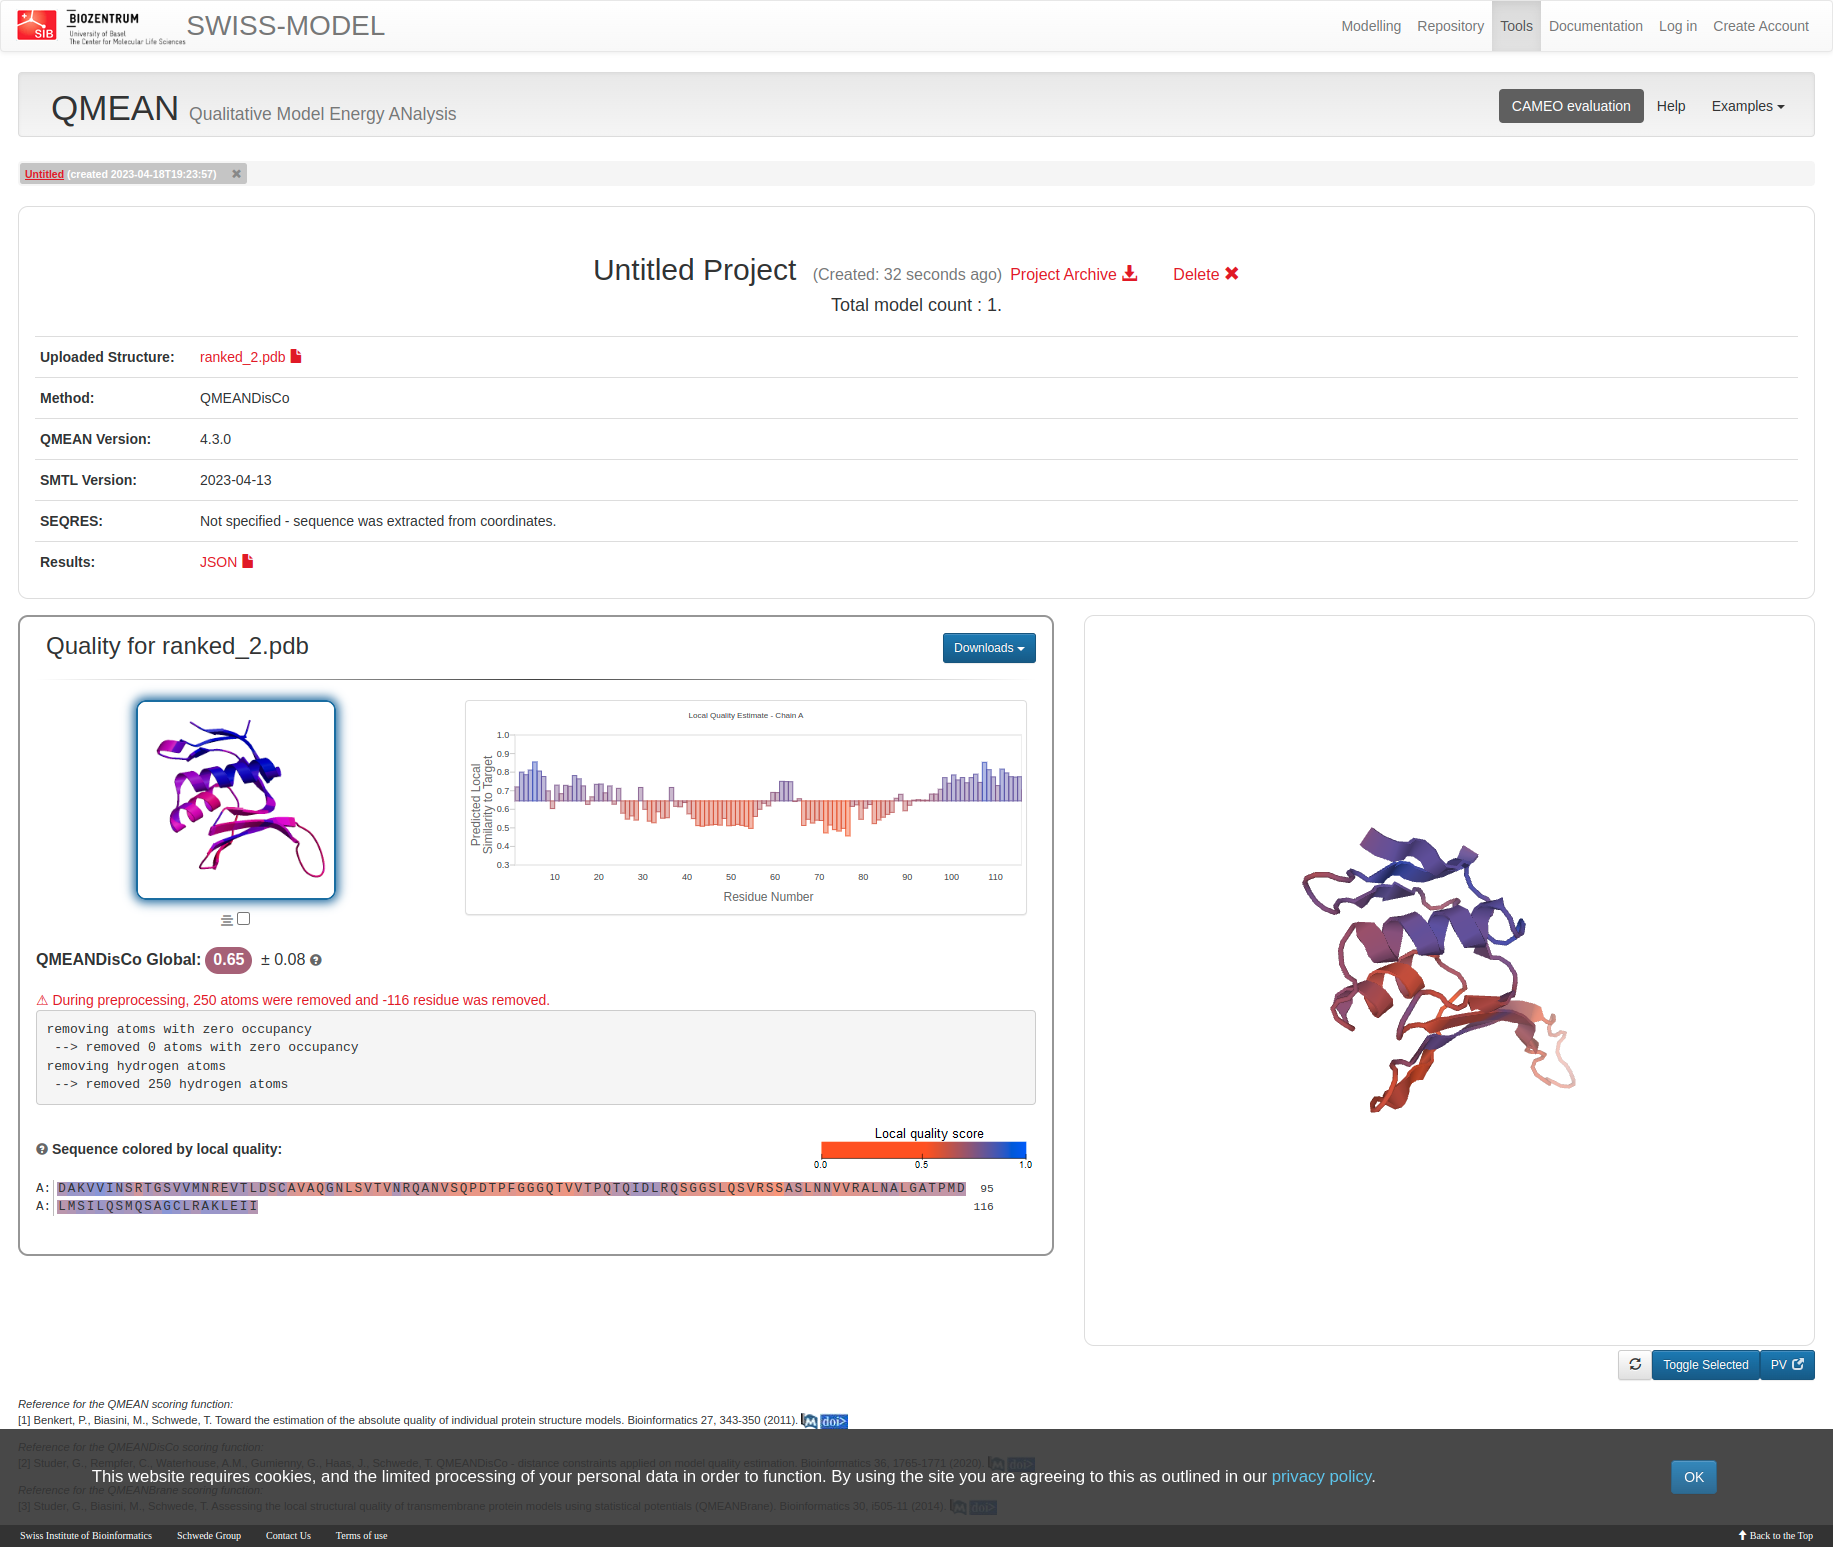 SIB
BIOZENTRUM
University of Basel
The Center for Molecular Life Sciences
SWISS-MODEL
Modelling Repository Tools Documentation Log in Create Account
QMEAN Qualitative Model Energy ANalysis
CAMEO evaluation Help Examples
Untitled (created 2023-04-18T19:23:57) ✖
Untitled Project (Created: 32 seconds ago) Project Archive Delete ✖
Total model count : 1.
Uploaded Structure: ranked_2.pdb
Method: QMEANDisCo
QMEAN Version: 4.3.0
SMTL Version: 2023-04-13
SEQRES: Not specified - sequence was extracted from coordinates.
Results: JSON
Quality for ranked_2.pdb
Downloads
Local Quality Estimate - Chain A
Predicted Local
Similarity to Target
1.0
0.9
0.8
0.7
0.6
0.5
0.4
0.3
10 20 30 40 50 60 70 80 90 100 110
Residue Number
QMEANDisCo Global: 0.65 ± 0.08
⚠ During preprocessing, 250 atoms were removed and -116 residue was removed.
removing atoms with zero occupancy
--> removed 0 atoms with zero occupancy
removing hydrogen atoms
--> removed 250 hydrogen atoms
Sequence colored by local quality:
Local quality score
0.0 0.5 1.0
A: DAKVVINSRTGSVVMNREVTLDSCAVAQGNLSVTVNRQANVSQPDTPFGGGQTVVTPQTQIDLRQSGGSLQSVRSSASLNNVVRALNALGATPMD 95
A: LMSILQSMQSAGCLRAKLEII 116
Toggle Selected PV
Reference for the QMEAN scoring function:
[1] Benkert, P., Biasini, M., Schwede, T. Toward the estimation of the absolute quality of individual protein structure models. Bioinformatics 27, 343-350 (2011). doi>
Reference for the QMEANDisCo scoring function:
[2] Studer, G., Rempfer, C., Waterhouse, A.M., Gumienny, G., Haas, J., Schwede, T. QMEANDisCo - distance constraints applied on model quality estimation. Bioinformatics 36, 1765-1771 (2020). doi>
This website requires cookies, and the limited processing of your personal data in order to function. By using the site you are agreeing to this as outlined in our privacy policy.
OK
Reference for the QMEANBrane scoring function:
[3] Studer, G., Biasini, M., Schwede, T. Assessing the local structural quality of transmembrane protein models using statistical potentials (QMEANBrane). Bioinformatics 30, i505-11 (2014). doi>
Swiss Institute of Bioinformatics Schwede Group Contact Us Terms of use
Back to the Top